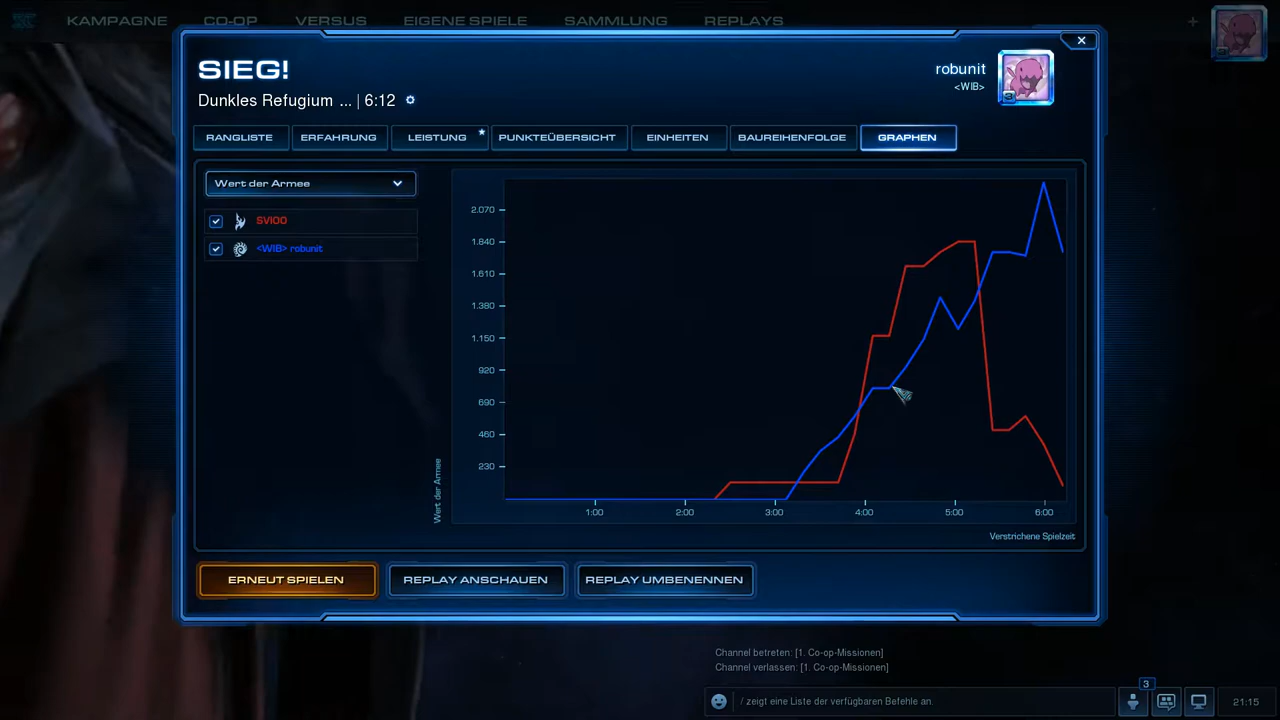 KAMPAGNE CO-OP VERSUS EIGENE SPIELE SAMMLUNG REPLAYS
SIEG!
robunit
<WIB>
Dunkles Refugium ... | 6:12
RANGLISTE ERFAHRUNG LEISTUNG PUNKTEÜBERSICHT EINHEITEN BAUREIHENFOLGE GRAPHEN
Wert der Armee
SVIOO
<WIB> robunit
2.070
1.840
1.610
1.380
1.150
920
690
460
230
Wert der Armee
1:00 2:00 3:00 4:00 5:00 6:00
Verstrichene Spielzeit
ERNEUT SPIELEN REPLAY ANSCHAUEN REPLAY UMBENENNEN
Channel betreten: [1. Co-op-Missionen]
Channel verlassen: [1. Co-op-Missionen]
3
/ zeigt eine Liste der verfügbaren Befehle an.
21:15